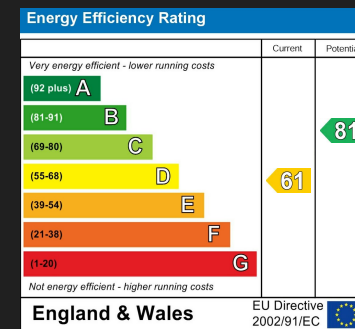 Energy Efficiency Rating
Current
Very energy efficient - lower running costs
(92 plus) A
(81-91) B
81
(69-80) C
(55-68) D
61
(39-54) E
(21-38) F
(1-20) G
Not energy efficient - higher running costs
England & Wales
EU Directive
2002/91/EC